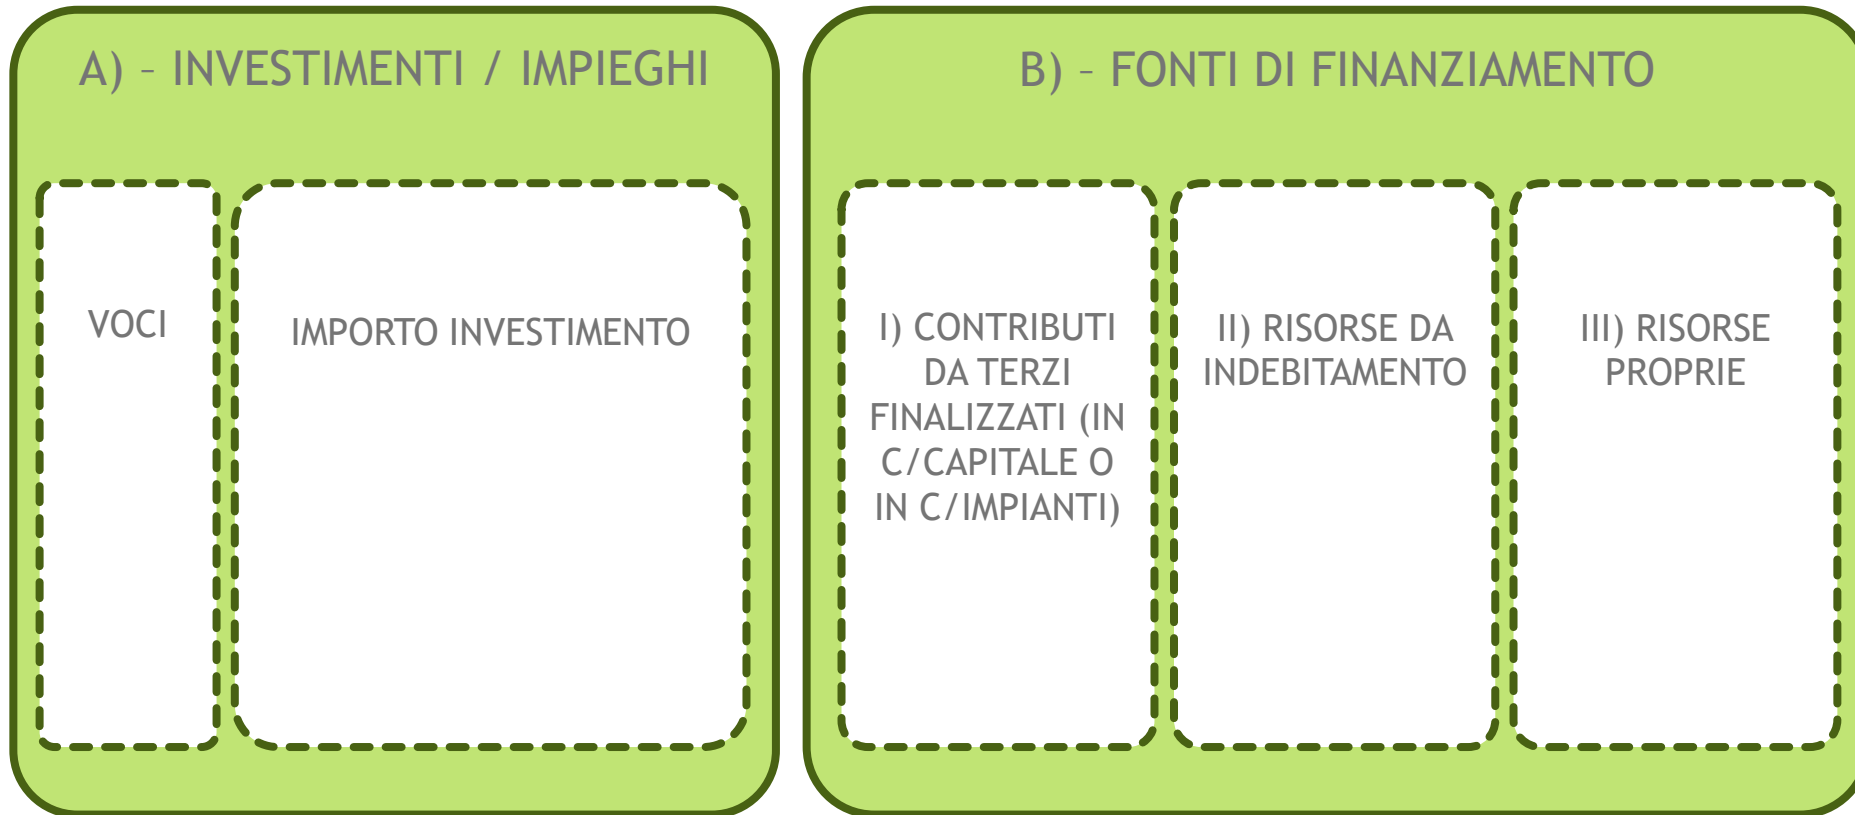 A) – INVESTIMENTI / IMPIEGHI
VOCI
IMPORTO INVESTIMENTO
B) – FONTI DI FINANZIAMENTO
I) CONTRIBUTI
DA TERZI
FINALIZZATI (IN
C/CAPITALE O
IN C/IMPIANTI)
II) RISORSE DA
INDEBITAMENTO
III) RISORSE
PROPRIE